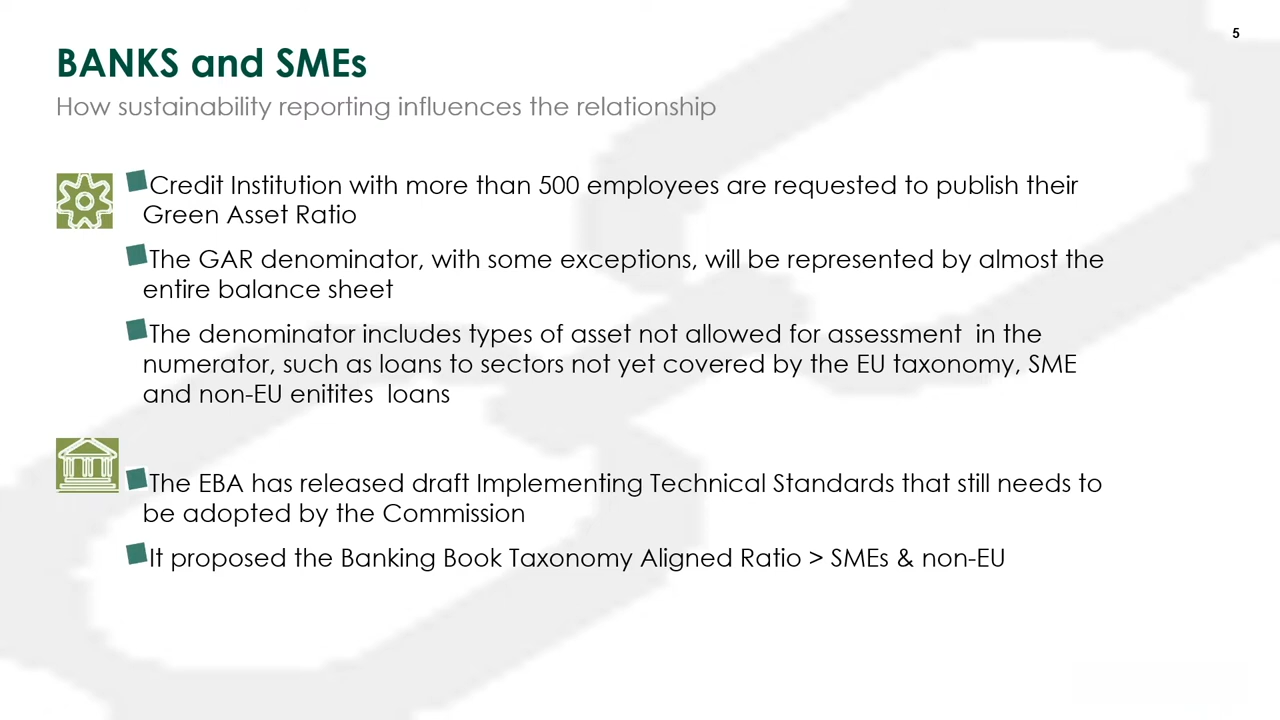 5
BANKS and SMEs
How sustainability reporting influences the relationship
Credit Institution with more than 500 employees are requested to publish their
Green Asset Ratio
The GAR denominator, with some exceptions, will be represented by almost the
entire balance sheet
The denominator includes types of asset not allowed for assessment  in the
numerator, such as loans to sectors not yet covered by the EU taxonomy, SME
and non-EU enitites  loans
The EBA has released draft Implementing Technical Standards that still needs to
be adopted by the Commission
It proposed the Banking Book Taxonomy Aligned Ratio > SMEs & non-EU